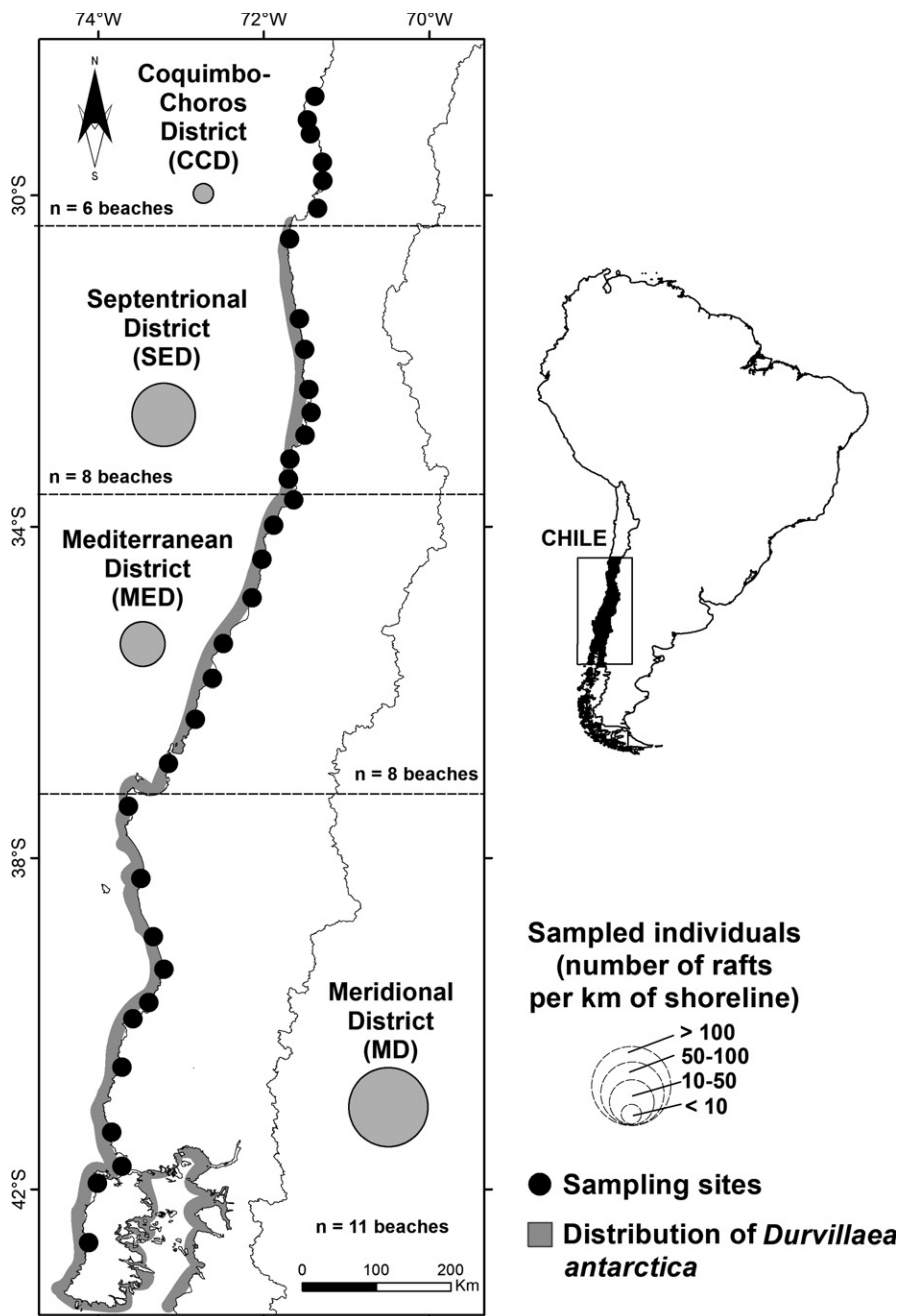 74°W 72°W 70°W
N
S
Coquimbo-
Choros
District
(CCD)
30°S
n = 6 beaches
Septentrional
District
(SED)
n = 8 beaches
34°S
Mediterranean
District
(MED)
n = 8 beaches
38°S
Meridional
District
(MD)
42°S
n = 11 beaches
0 100 200
Km
CHILE
Sampled individuals
(number of rafts
per km of shoreline)
> 100
50-100
10-50
< 10
Sampling sites
Distribution of Durvillaea
antarctica